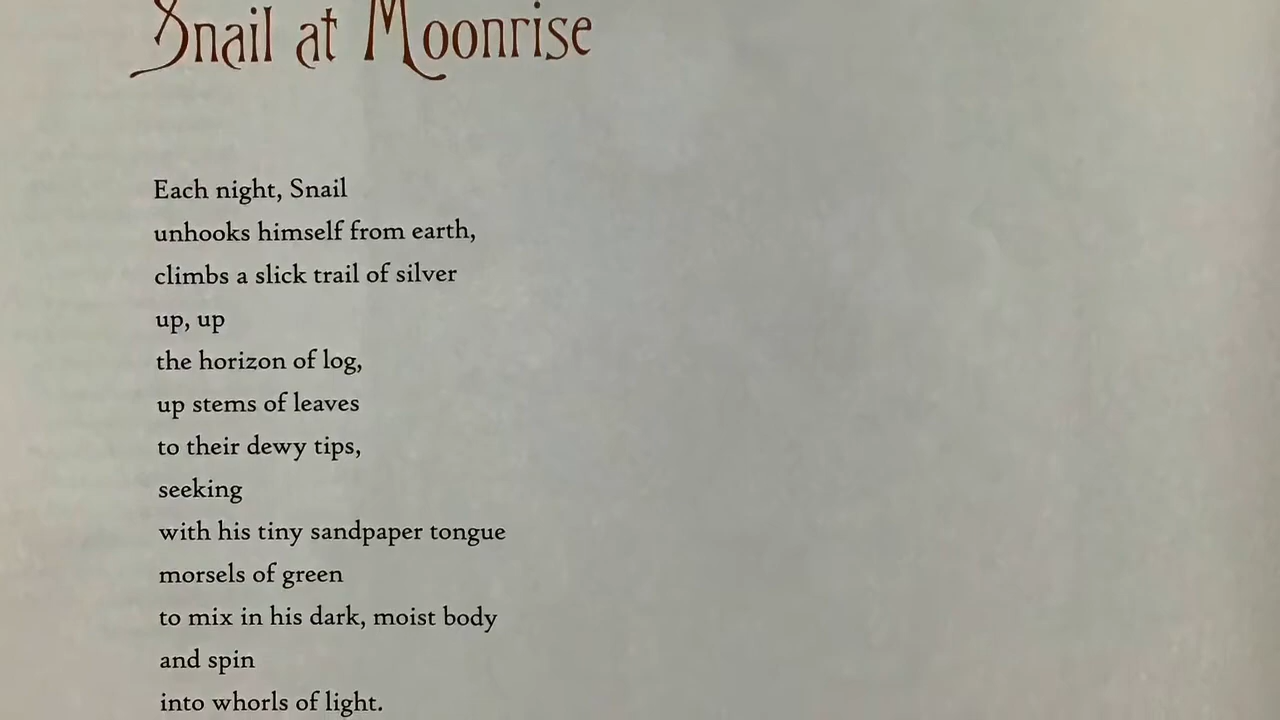 Snail at Moonrise
Each night, Snail
unhooks himself from earth,
climbs a slick trail of silver
up, up
the horizon of log,
up stems of leaves
to their dewy tips,
seeking
with his tiny sandpaper tongue
morsels of green
to mix in his dark, moist body
and spin
into whorls of light.